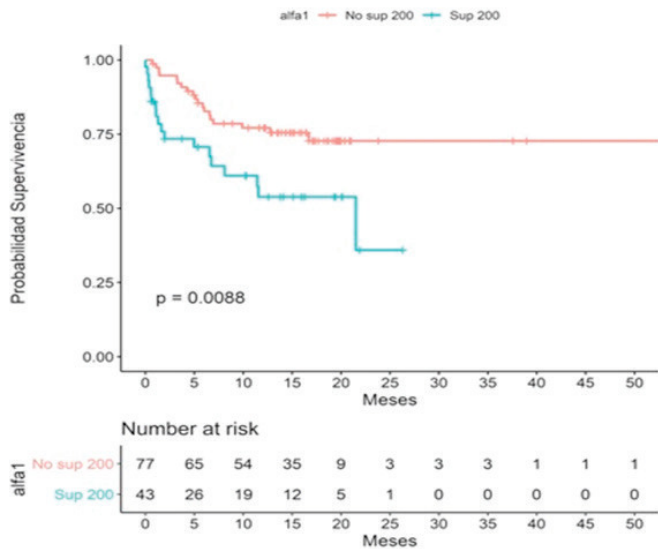 alfa1 No sup 200 Sup 200
Probabilidad Supervivencia
1.00
0.75
0.50
0.25
0.00
p = 0.0088
0 5 10 15 20 25 30 35 40 45 50
Meses
Number at risk
alfa1
No sup 200 77 65 54 35 9 3 3 3 1 1 1
Sup 200 43 26 19 12 5 1 0 0 0 0 0
0 5 10 15 20 25 30 35 40 45 50
Meses